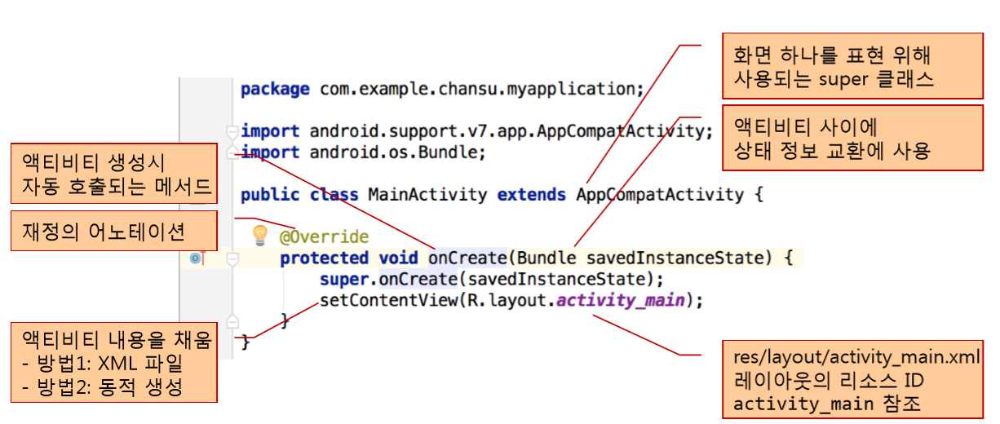 화면 하나를 표현 위해
사용되는 super 클래스
package com.example.chansu.myapplication;
액티비티 사이에
상태 정보 교환에 사용
import android.support.v7.app.AppCompatActivity;
import android.os.Bundle;
액티비티 생성시
자동 호출되는 메서드
public class MainActivity extends AppCompatActivity {
재정의 어노테이션
@Override
protected void onCreate(Bundle savedInstanceState) {
super.onCreate(savedInstanceState);
setContentView(R.layout.activity_main);
}
}
액티비티 내용을 채움
- 방법1: XML 파일
- 방법2: 동적 생성
res/layout/activity_main.xml
레이아웃의 리소스 ID
activity_main 참조